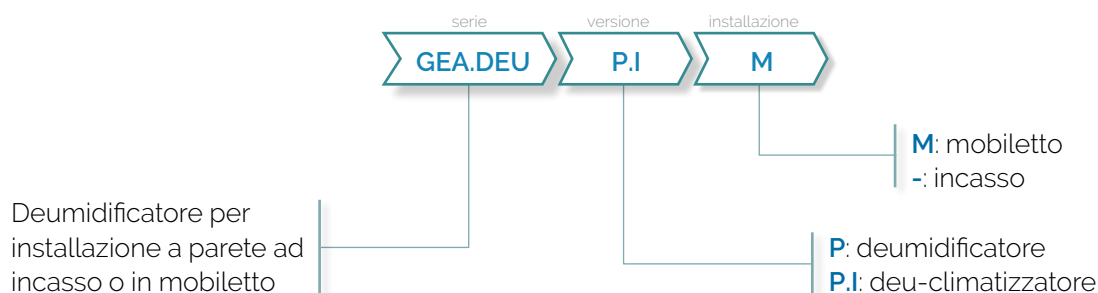 serie
versione
installazione
GEA.DEU
P.I
M
M: mobiletto
-: incasso
Deumidificatore per
installazione a parete ad
incasso o in mobiletto
P: deumidificatore
P.I: deu-climatizzatore